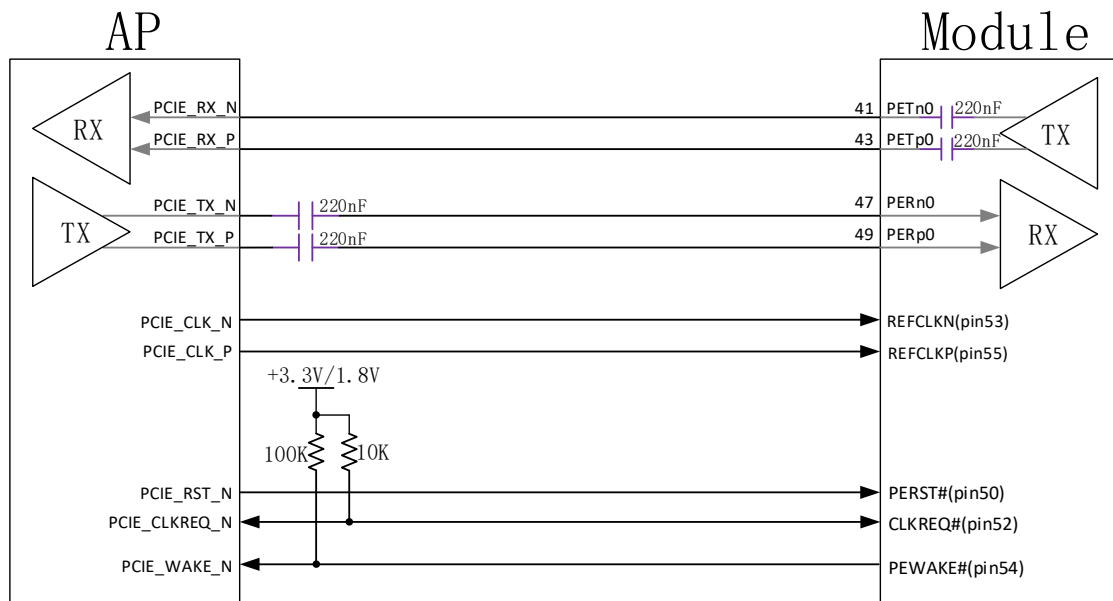 AP Module
PCIE_RX_N 41 PETn0 220nF
RX PCIE_RX_P 43 PETp0 220nF TX
PCIE_TX_N 220nF 47 PERn0
TX PCIE_TX_P 220nF 49 PERp0 RX
PCIE_CLK_N REFCLKN(pin53)
PCIE_CLK_P REFCLKP(pin55)
+3.3V/1.8V
100K 10K
PCIE_RST_N PERST#(pin50)
PCIE_CLKREQ_N CLKREQ#(pin52)
PCIE_WAKE_N PEWAKE#(pin54)